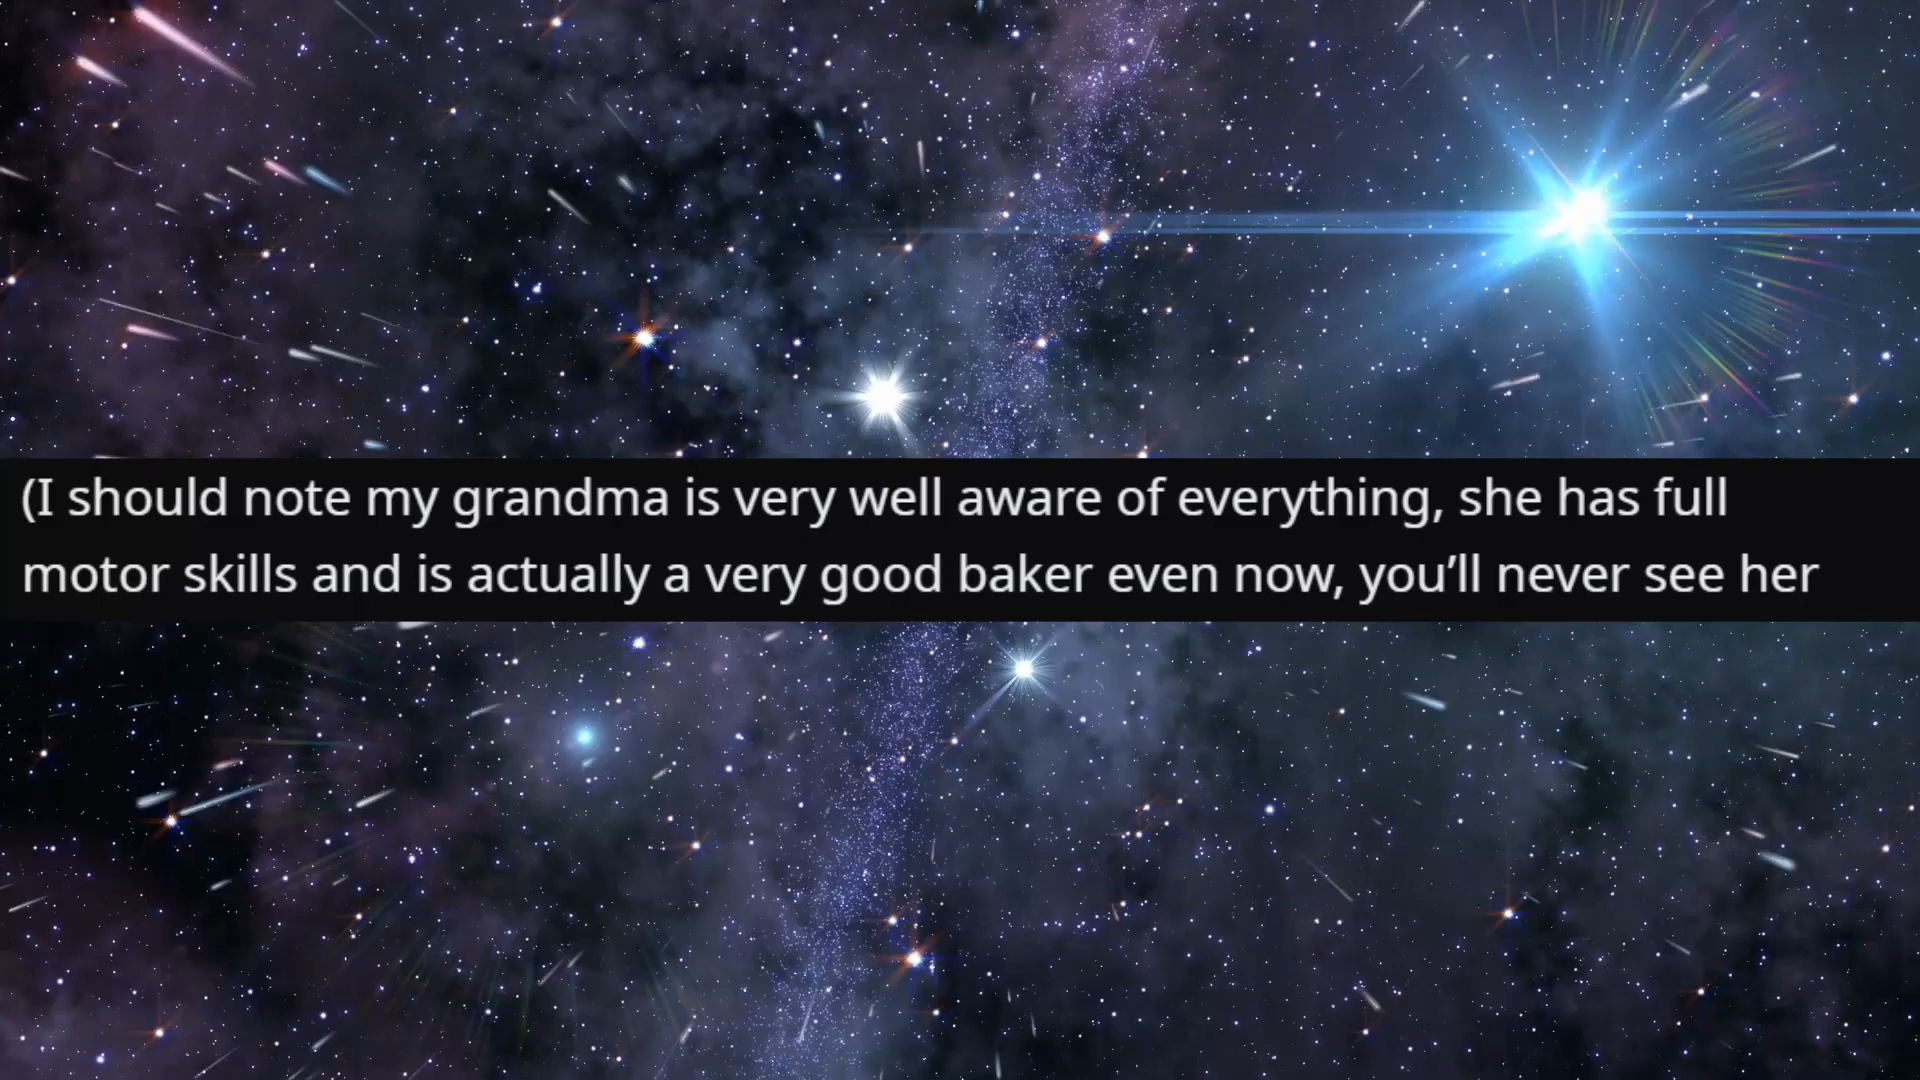 (I should note my grandma is very well aware of everything, she has full
motor skills and is actually a very good baker even now, you’ll never see her